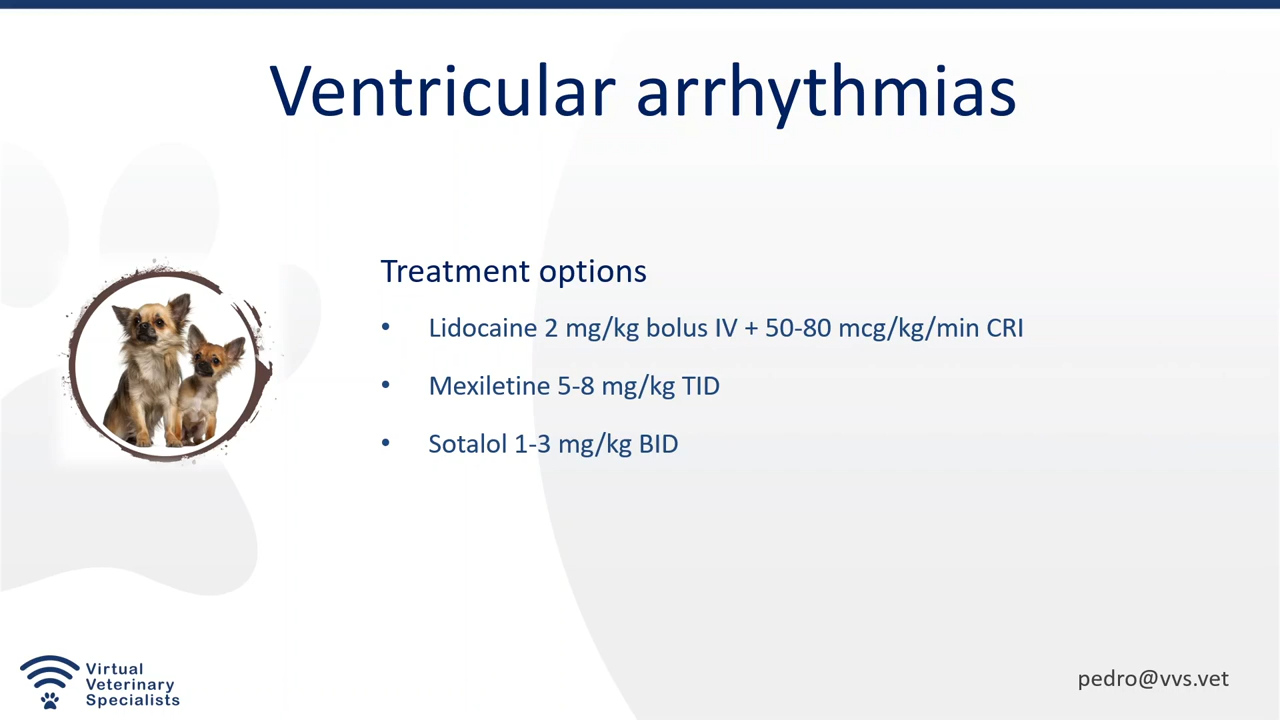 Ventricular arrhythmias
Treatment options
• Lidocaine 2 mg/kg bolus IV + 50-80 mcg/kg/min CRI
• Mexiletine 5-8 mg/kg TID
• Sotalol 1-3 mg/kg BID
Virtual
Veterinary
Specialists
pedro@vvs.vet